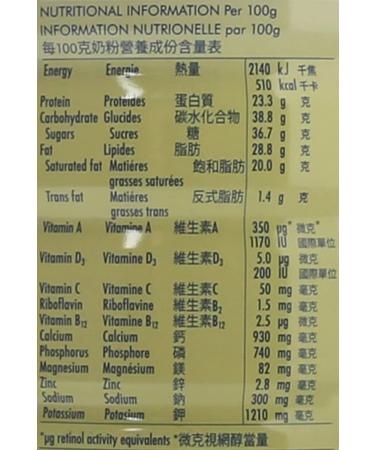 NUTRITIONAL INFORMATION Per 100g
INFORMATION NUTRITIONELLE par 100g
每100克奶粉營養成份含量表
Energy Energie 熱量 2140 kJ 千焦
510 kcal 千卡
Protein Proteides 蛋白質 23.3 g 克
Carbohydrate Glucides 碳水化合物 38.8 g 克
Sugars Sucres 糖 36.7 g 克
Fat Lipides 脂肪 28.8 g 克
Saturated fat Matiéres 飽和脂肪 20.0 g 克
grasses saturées
Trans fat Matiéres 反式脂肪 1.4 g 克
grasses trans
Vitamin A Vitamine A 維生素A 350 µg* 微克*
1170 IU 國際單位
Vitamin D3 Vitamine D3 維生素D3 5.0 µg 微克
200 IU 國際單位
Vitamin C Vitamine C 維生素C 50 mg 毫克
Riboflavin Riboflavine 維生素B2 1.5 mg 毫克
Vitamin B12 Vitamine B12 維生素B12 2.5 µg 微克
Calcium Calcium 鈣 930 mg 毫克
Phosphorus Phosphore 磷 740 mg 毫克
Magnesium Magnésium 鎂 82 mg 毫克
Zinc Zinc 鋅 2.8 mg 毫克
Sodium Sodium 鈉 300 mg 毫克
Potassium Potasium 鉀 1210 mg 毫克
*µg retinol activity equivalents *微克視網醇當量